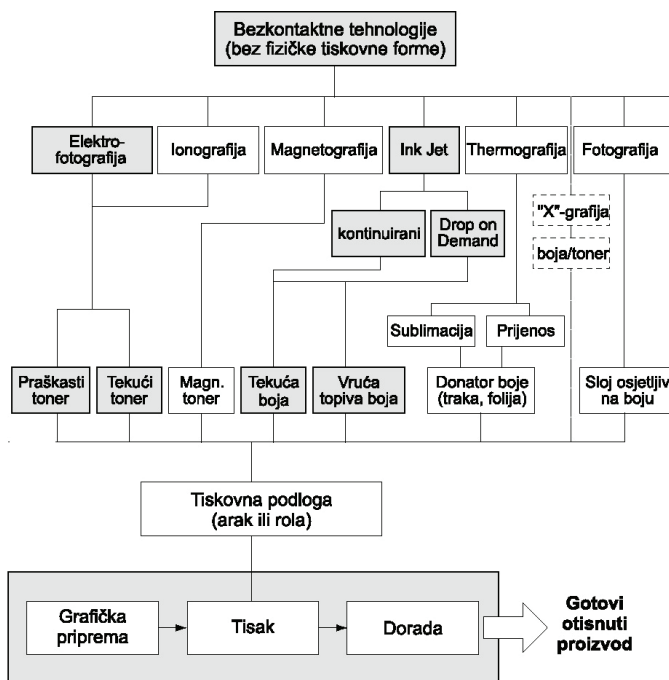 Bezkontaktne tehnologije
(bez fizičke tiskovne forme)
Elektro-
fotografija
Ionografija
Magnetografija
Ink Jet
Thermografija
Fotografija
"X"-grafija
boja/toner
kontinuirani
Drop on
Demand
Sublimacija
Prijenos
Praškasti
toner
Tekući
toner
Magn.
toner
Tekuća
boja
Vruća
topiva boja
Donator boje
(traka, folija)
Sloj osjetljiv
na boju
Tiskovna podloga
(arak ili rola)
Grafička
priprema
Tisak
Dorada
Gotovi
otisnuti
proizvod